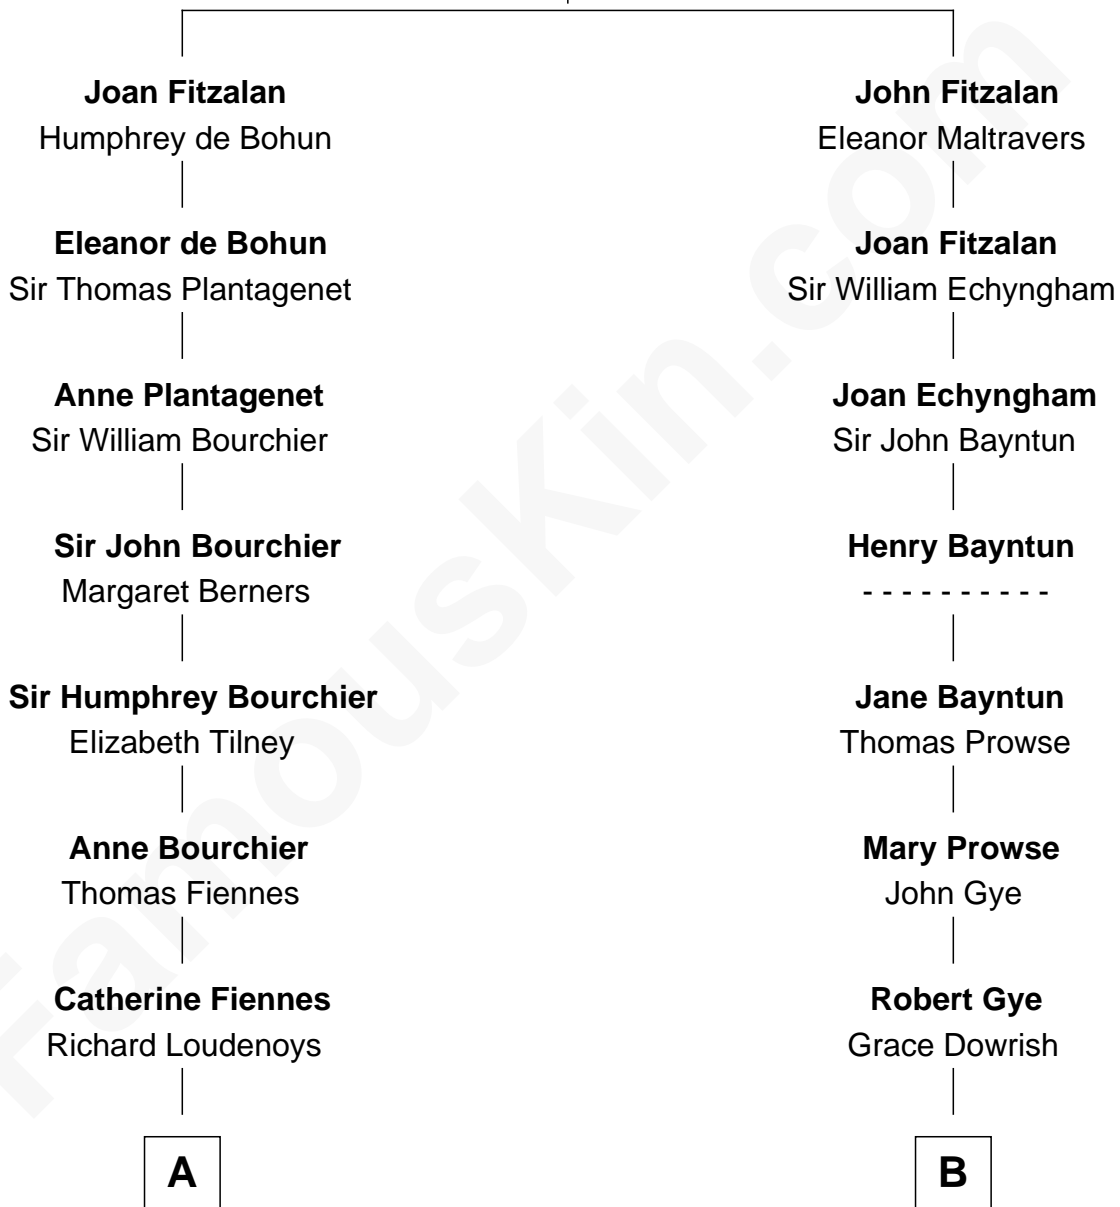 Joan Fitzalan
Humphrey de Bohun
Eleanor de Bohun
Sir Thomas Plantagenet
Anne Plantagenet
Sir William Bourchier
Sir John Bourchier
Margaret Berners
Sir Humphrey Bourchier
Elizabeth Tilney
Anne Bourchier
Thomas Fiennes
Catherine Fiennes
Richard Loudenoys
A
John Fitzalan
Eleanor Maltravers
Joan Fitzalan
Sir William Echyngham
Joan Echyngham
Sir John Bayntun
Henry Bayntun
- - - - - - - - - -
Jane Bayntun
Thomas Prowse
Mary Prowse
John Gye
Robert Gye
Grace Dowrish
B
FamousKin.com